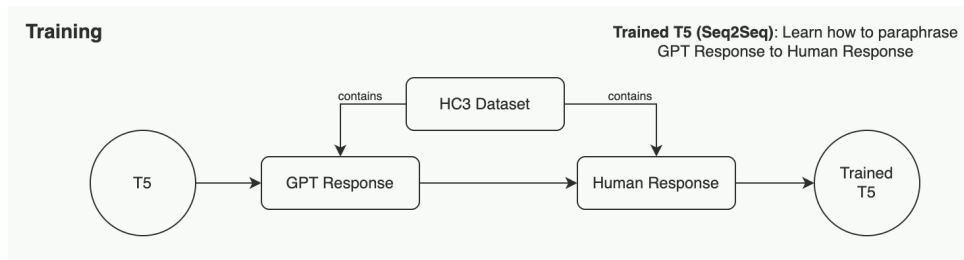 Training
Trained T5 (Seq2Seq): Learn how to paraphrase
GPT Response to Human Response
contains
HC3 Dataset
contains
T5
GPT Response
Human Response
Trained
T5